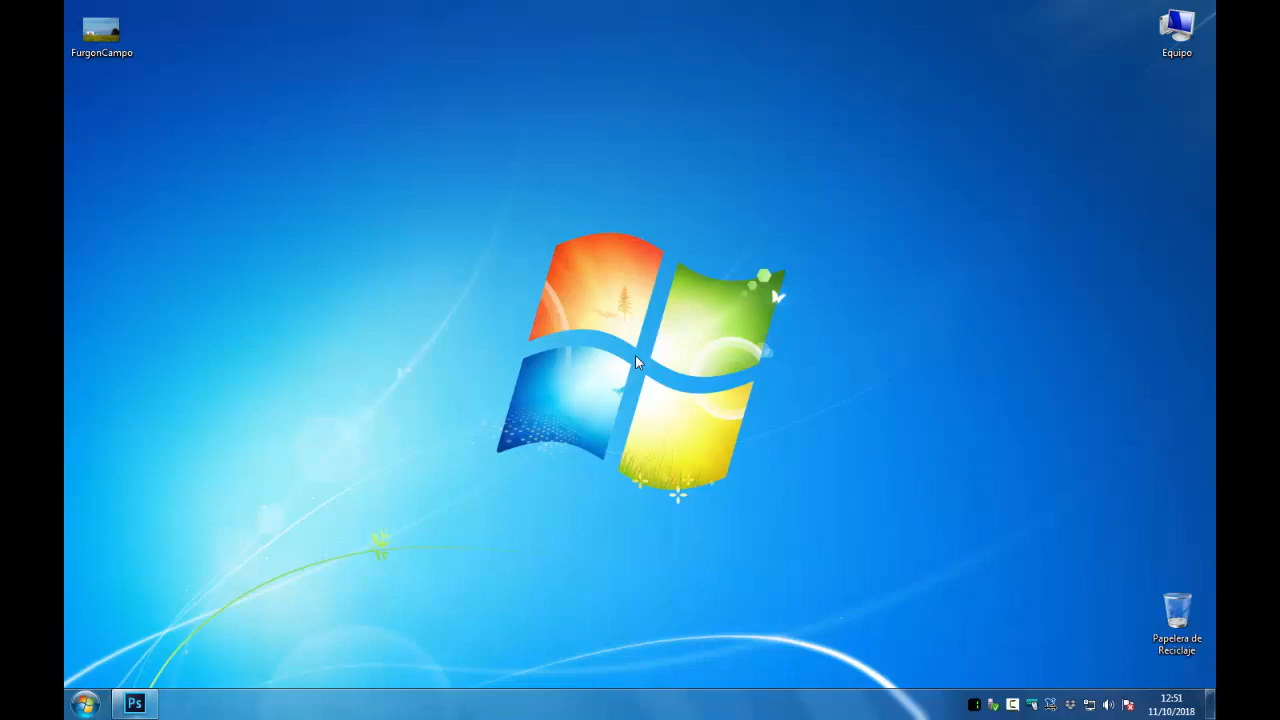 FurgonCampo
Equipo
Papelera de
Reciclaje
Ps
12:51
11/10/2018